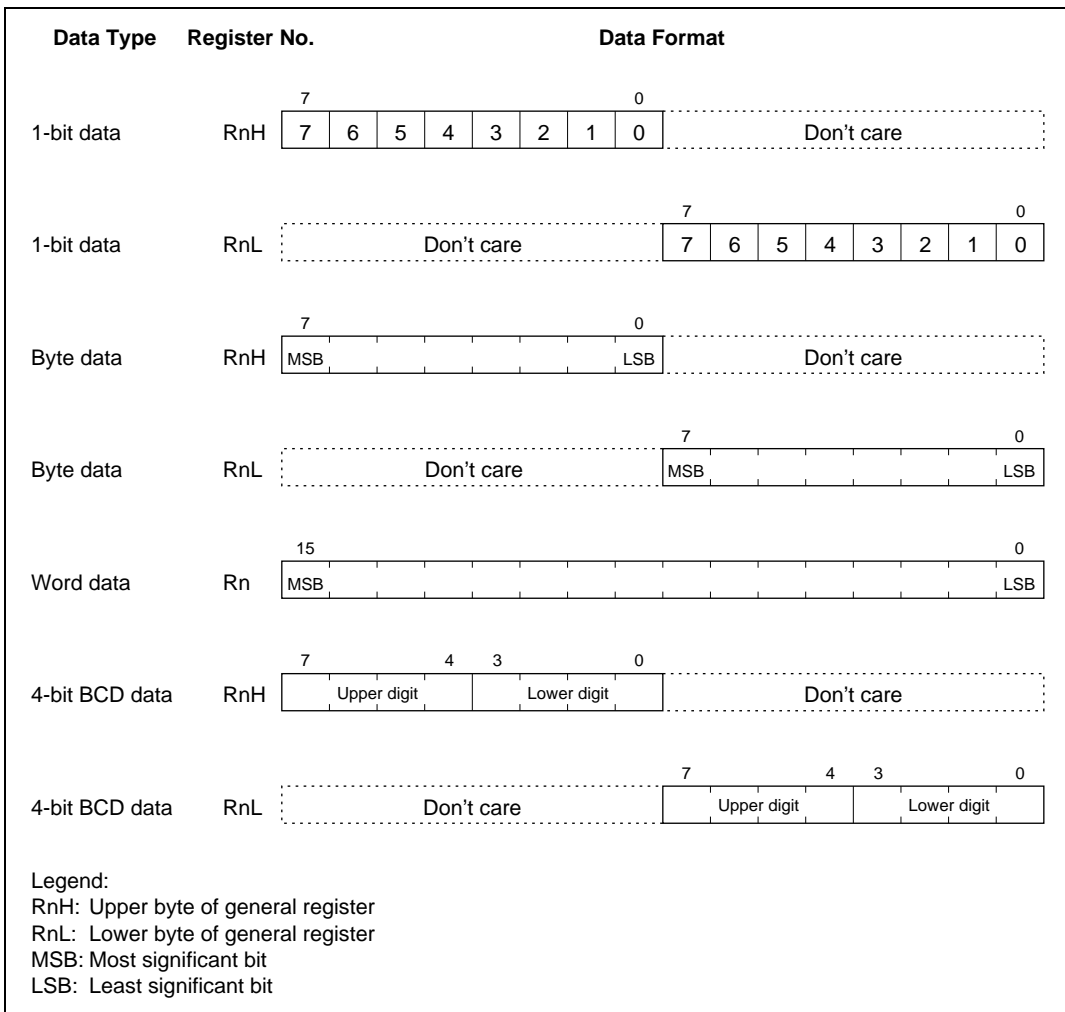 Data Type Register No. Data Format
7 0
1-bit data RnH 7 6 5 4 3 2 1 0 Don't care
7 0
1-bit data RnL Don't care 7 6 5 4 3 2 1 0
7 0
Byte data RnH MSB LSB Don't care
7 0
Byte data RnL Don't care MSB LSB
15 0
Word data Rn MSB LSB
7 4 3 0
4-bit BCD data RnH Upper digit Lower digit Don't care
7 4 3 0
4-bit BCD data RnL Don't care Upper digit Lower digit
Legend:
RnH: Upper byte of general register
RnL: Lower byte of general register
MSB: Most significant bit
LSB: Least significant bit